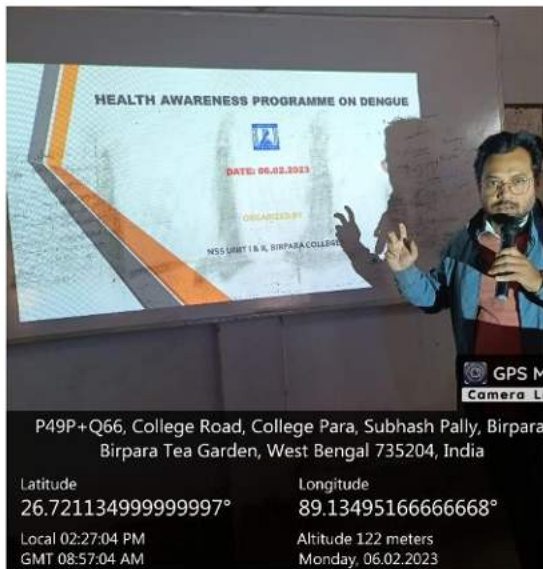 HEALTH AWARENESS PROGRAMME ON DENGUE
DATE: 06.02.2023
ORGANIZED BY
NSS UNIT I & II, BIRPARA COLLEGE
GPS M
Camera L
P49P+Q66, College Road, College Para, Subhash Pally, Birpara
Birpara Tea Garden, West Bengal 735204, India
Latitude
26.721134999999997°
Longitude
89.13495166666668°
Local 02:27:04 PM
GMT 08:57:04 AM
Altitude 122 meters
Monday, 06.02.2023